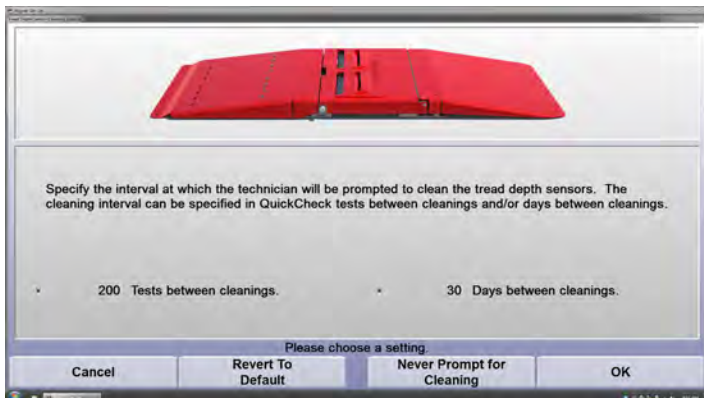 Specify the interval at which the technician will be prompted to clean the tread depth sensors. The
cleaning interval can be specified in QuickCheck tests between cleanings and/or days between cleanings.
200 Tests between cleanings.
30 Days between cleanings.
Please choose a setting.
Cancel
Revert To
Default
Never Prompt for
Cleaning
OK